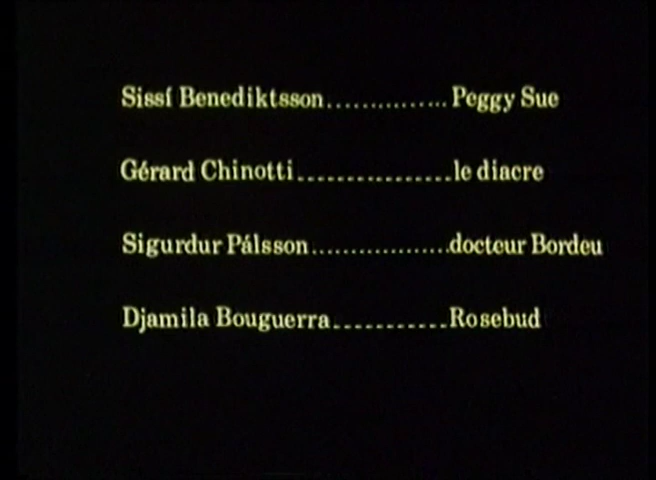 Sissí Benediktsson............... Peggy Sue
Gérard Chinotti................le diacre
Sigurdur Pálsson..................docteur Bordeu
Djamila Bouguerra...........Rosebud